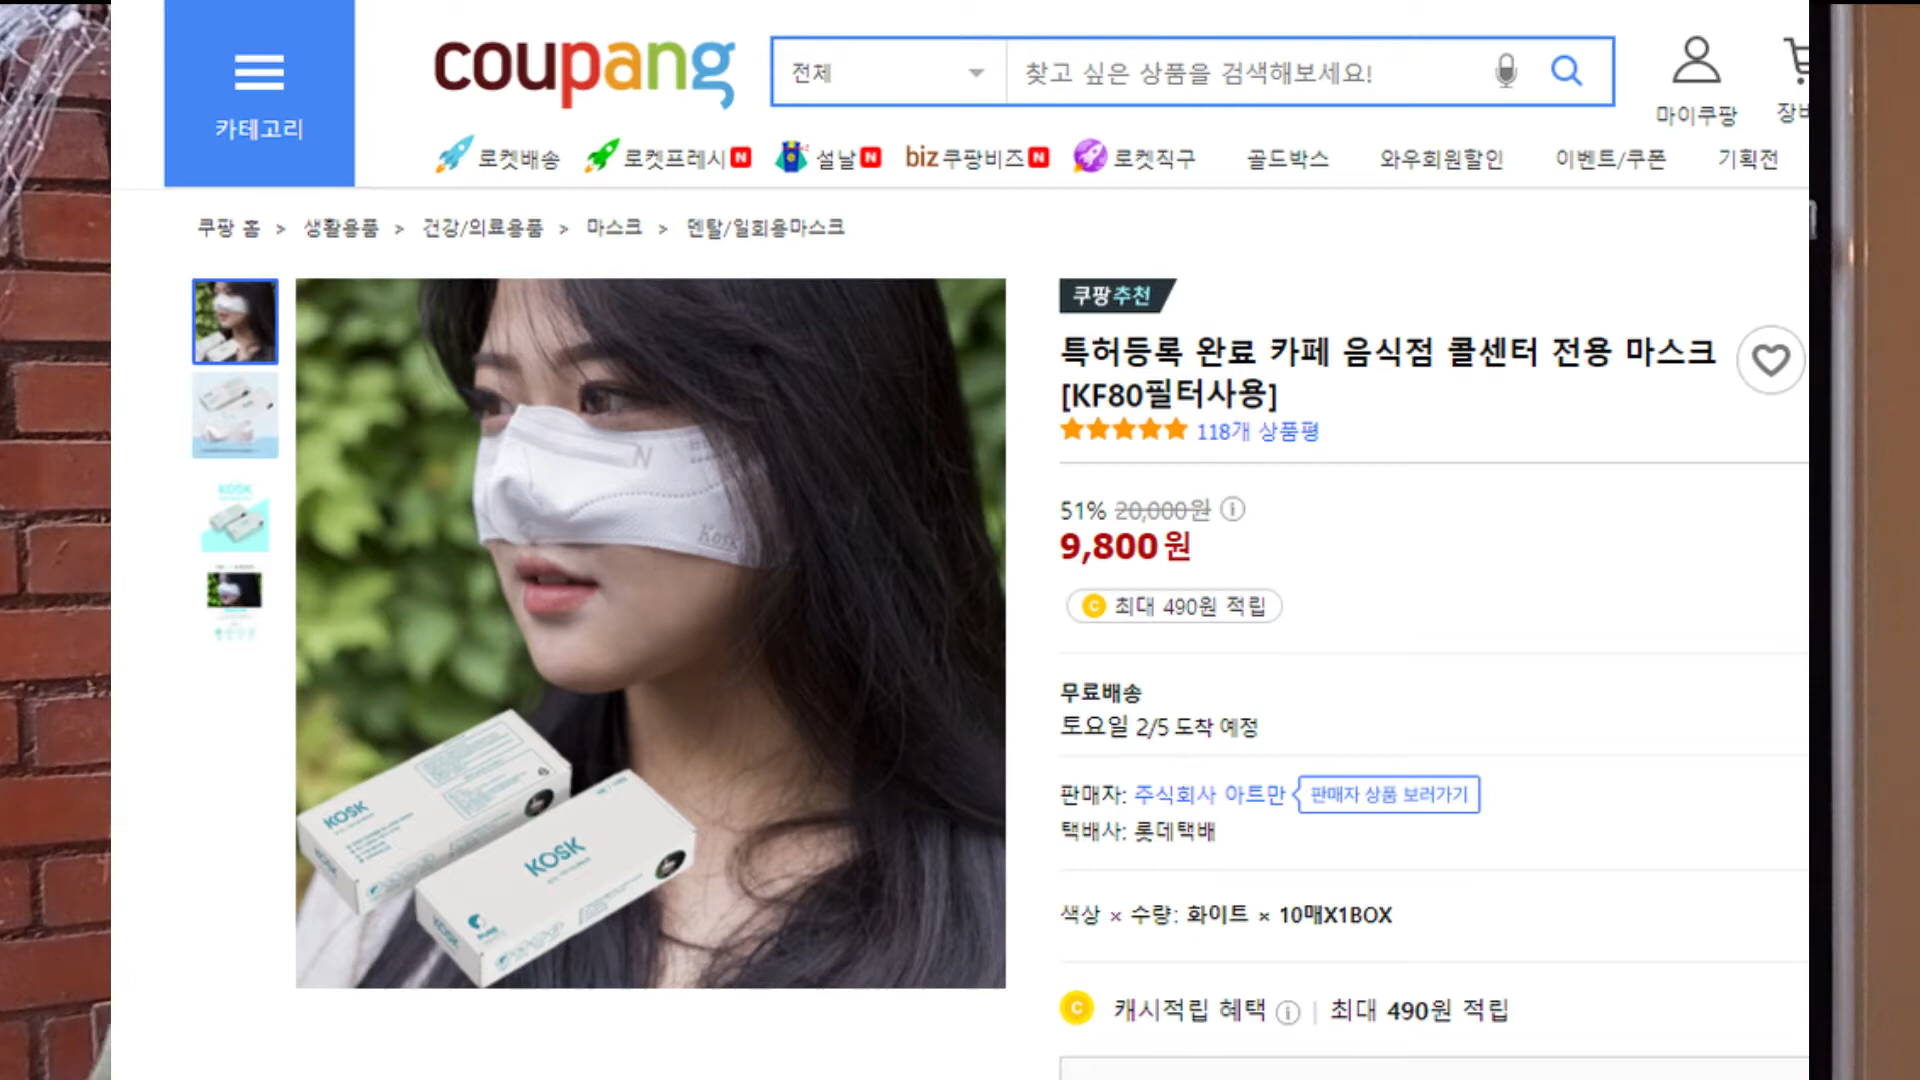 coupang
전체
찾고 싶은 상품을 검색해보세요!
마이쿠팡
카테고리
로켓배송
로켓프레시 N
설날 N
biz 쿠팡비즈 N
로켓직구
골드박스
와우회원할인
이벤트/쿠폰
기획전
쿠팡 홈 > 생활용품 > 건강/의료용품 > 마스크 > 덴탈/일회용마스크
쿠팡추천
특허등록 완료 카페 음식점 콜센터 전용 마스크
[KF80필터사용]
118개 상품평
51% 20,000원
9,800원
최대 490원 적립
무료배송
토요일 2/5 도착 예정
판매자: 주식회사 아트만
판매자 상품 보러가기
택배사: 롯데택배
색상 × 수량: 화이트 × 10매X1BOX
캐시적립 혜택 | 최대 490원 적립
N
Kosk
KOSK
KOSK
KOSK